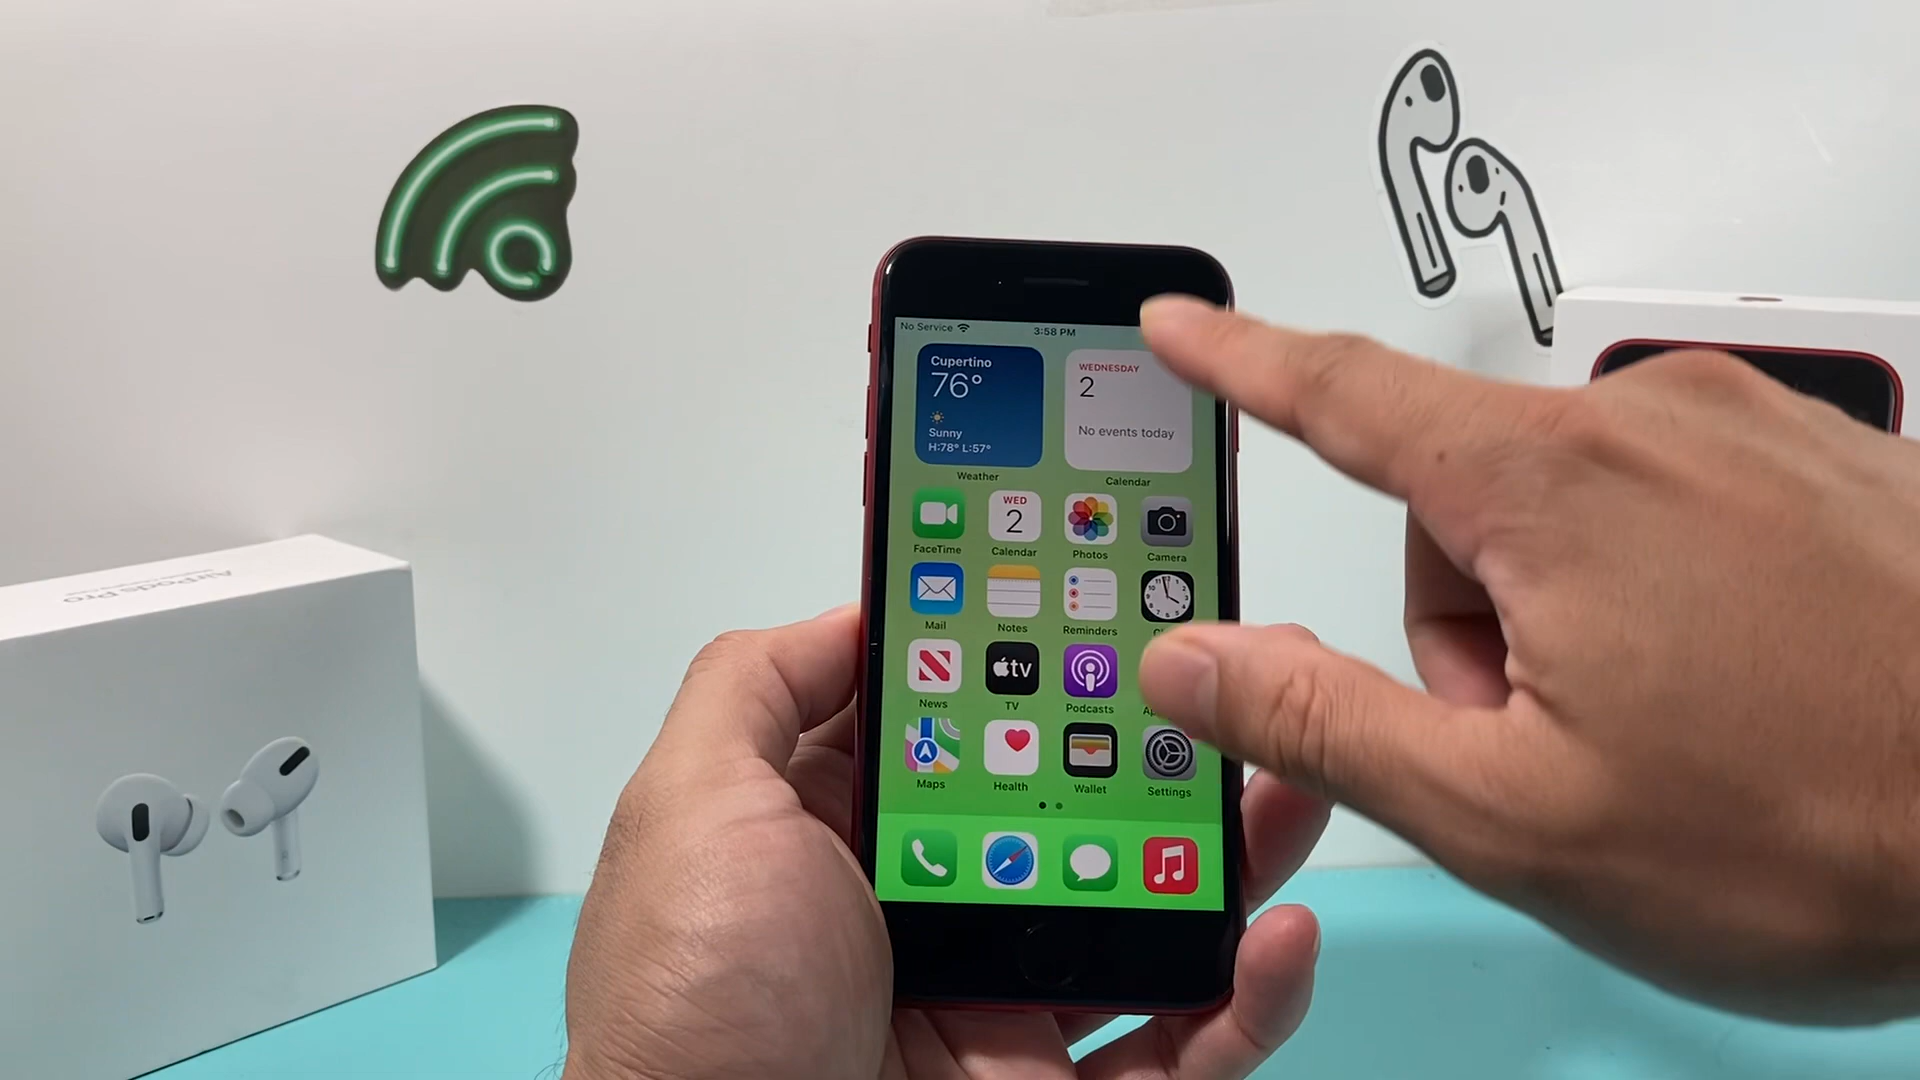 No Service
3:58 PM
Cupertino
76°
Sunny
H:78° L:57°
Weather
WEDNESDAY
2
No events today
Calendar
WED
2
FaceTime
Calendar
Photos
Camera
Mail
Notes
Reminders
News
tv
TV
Podcasts
Maps
Health
Wallet
Settings
AirPods Pro